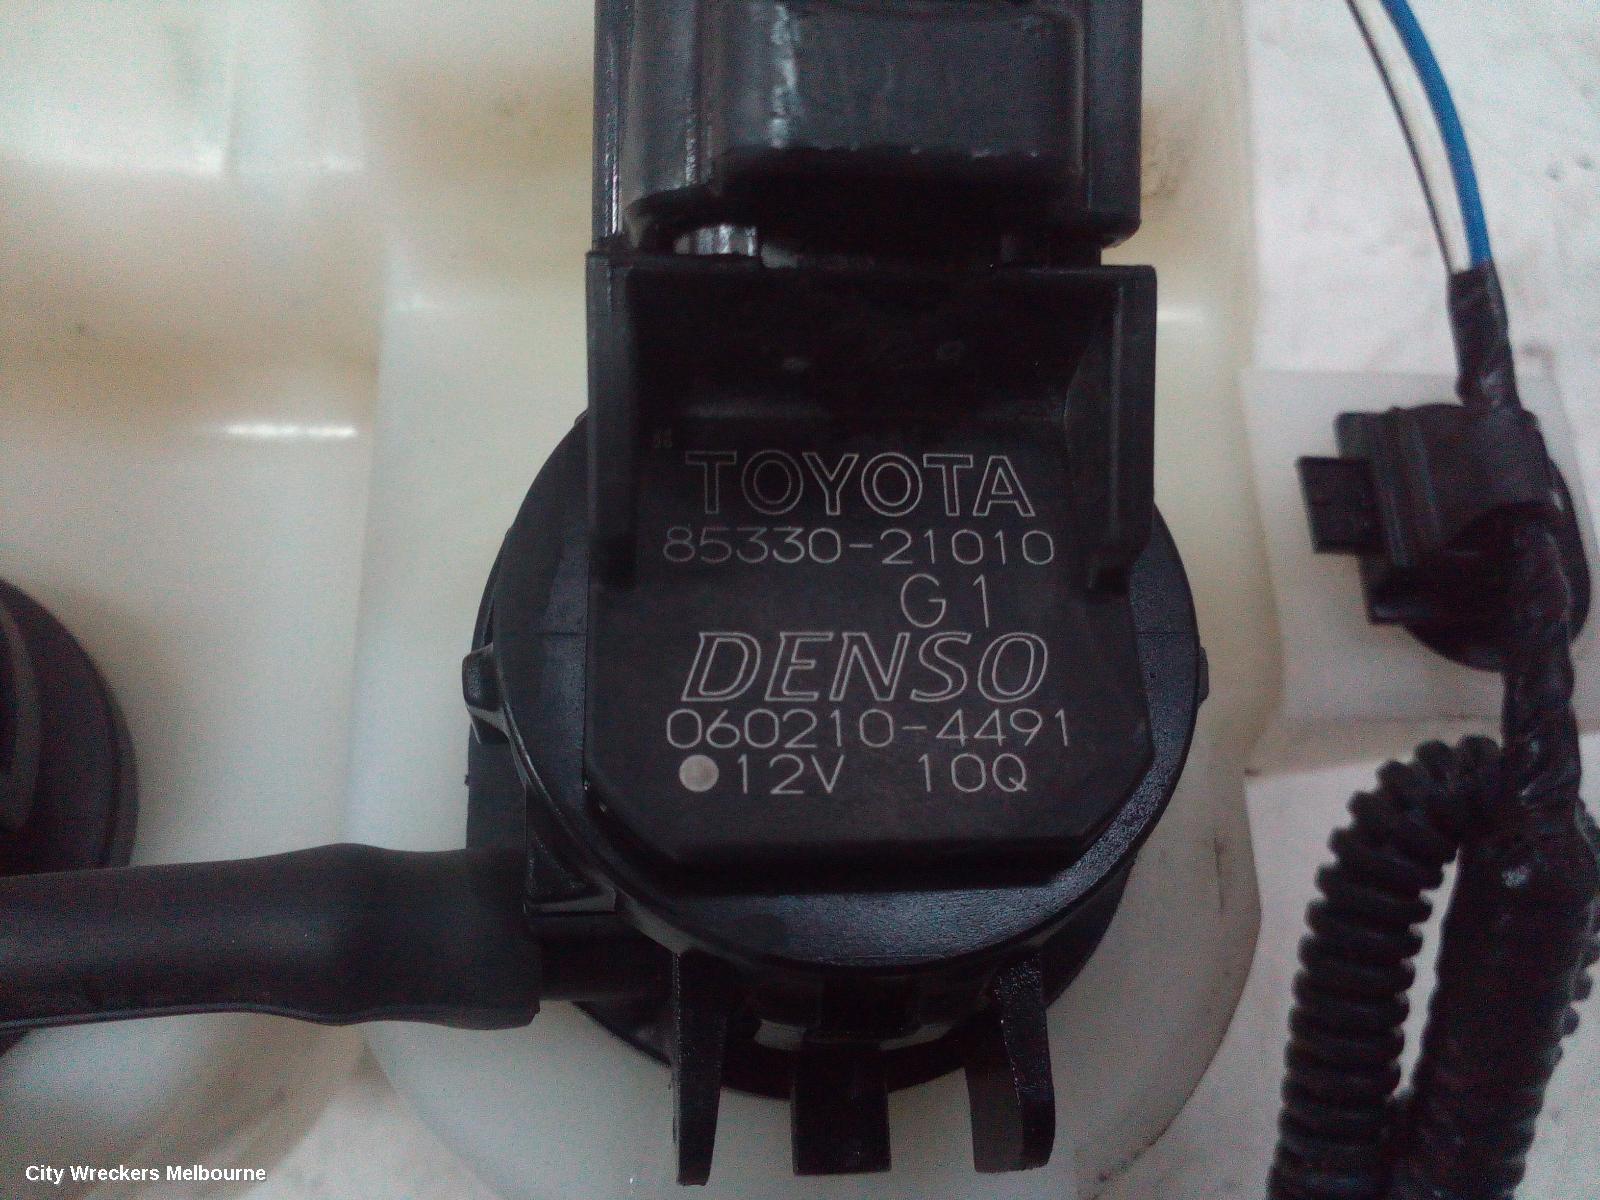 TOYOTA
85330-21010
G1
DENSO
060210-4491
12V 10Q
City Wreckers Melbourne